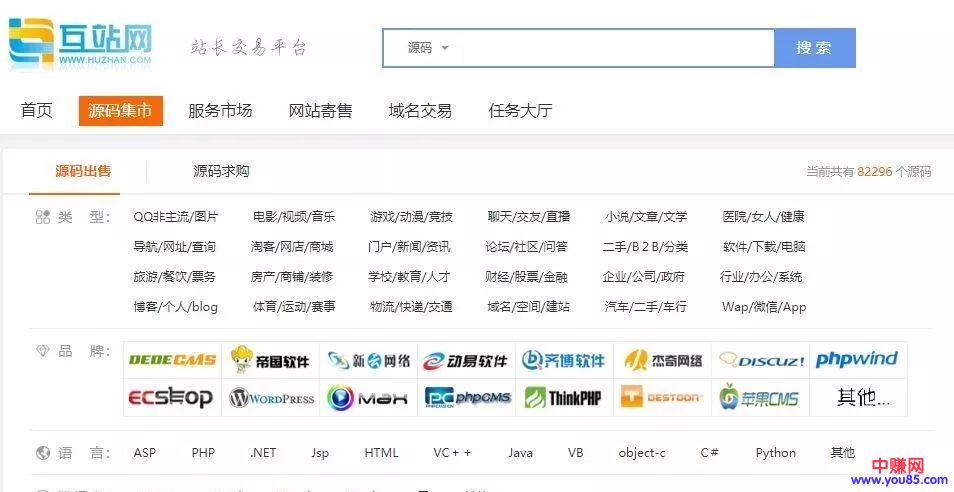 互站网
WWW.HUZHAN.COM
站长交易平台
源码
搜 索
首页 源码集市 服务市场 网站寄售 域名交易 任务大厅
源码出售 源码求购 当前共有 82296 个源码
类 型: QQ非主流/图片 电影/视频/音乐 游戏/动漫/竞技 聊天/交友/直播 小说/文章/文学 医院/女人/健康
导航/网址/查询 淘客/网店/商城 门户/新闻/资讯 论坛/社区/问答 二手/B２B/分类 软件/下载/电脑
旅游/餐饮/票务 房产/商铺/装修 学校/教育/人才 财经/股票/金融 企业/公司/政府 行业/办公/系统
博客/个人/blog 体育/运动/赛事 物流/快递/交通 域名/空间/建站 汽车/二手/车行 Wap/微信/App
品 牌: DEDECMS 帝国软件 新云网络 动易软件 齐博软件 杰奇网络 DISCUZ! phpwind
ECSHOP WORDPRESS MAX PHPCMS.CN phpcms ThinkPHP DESTOON 苹果CMS 其他...
语 言: ASP PHP .NET Jsp HTML VC++ Java VB object-c C# Python 其他
中赚网
www.you85.com